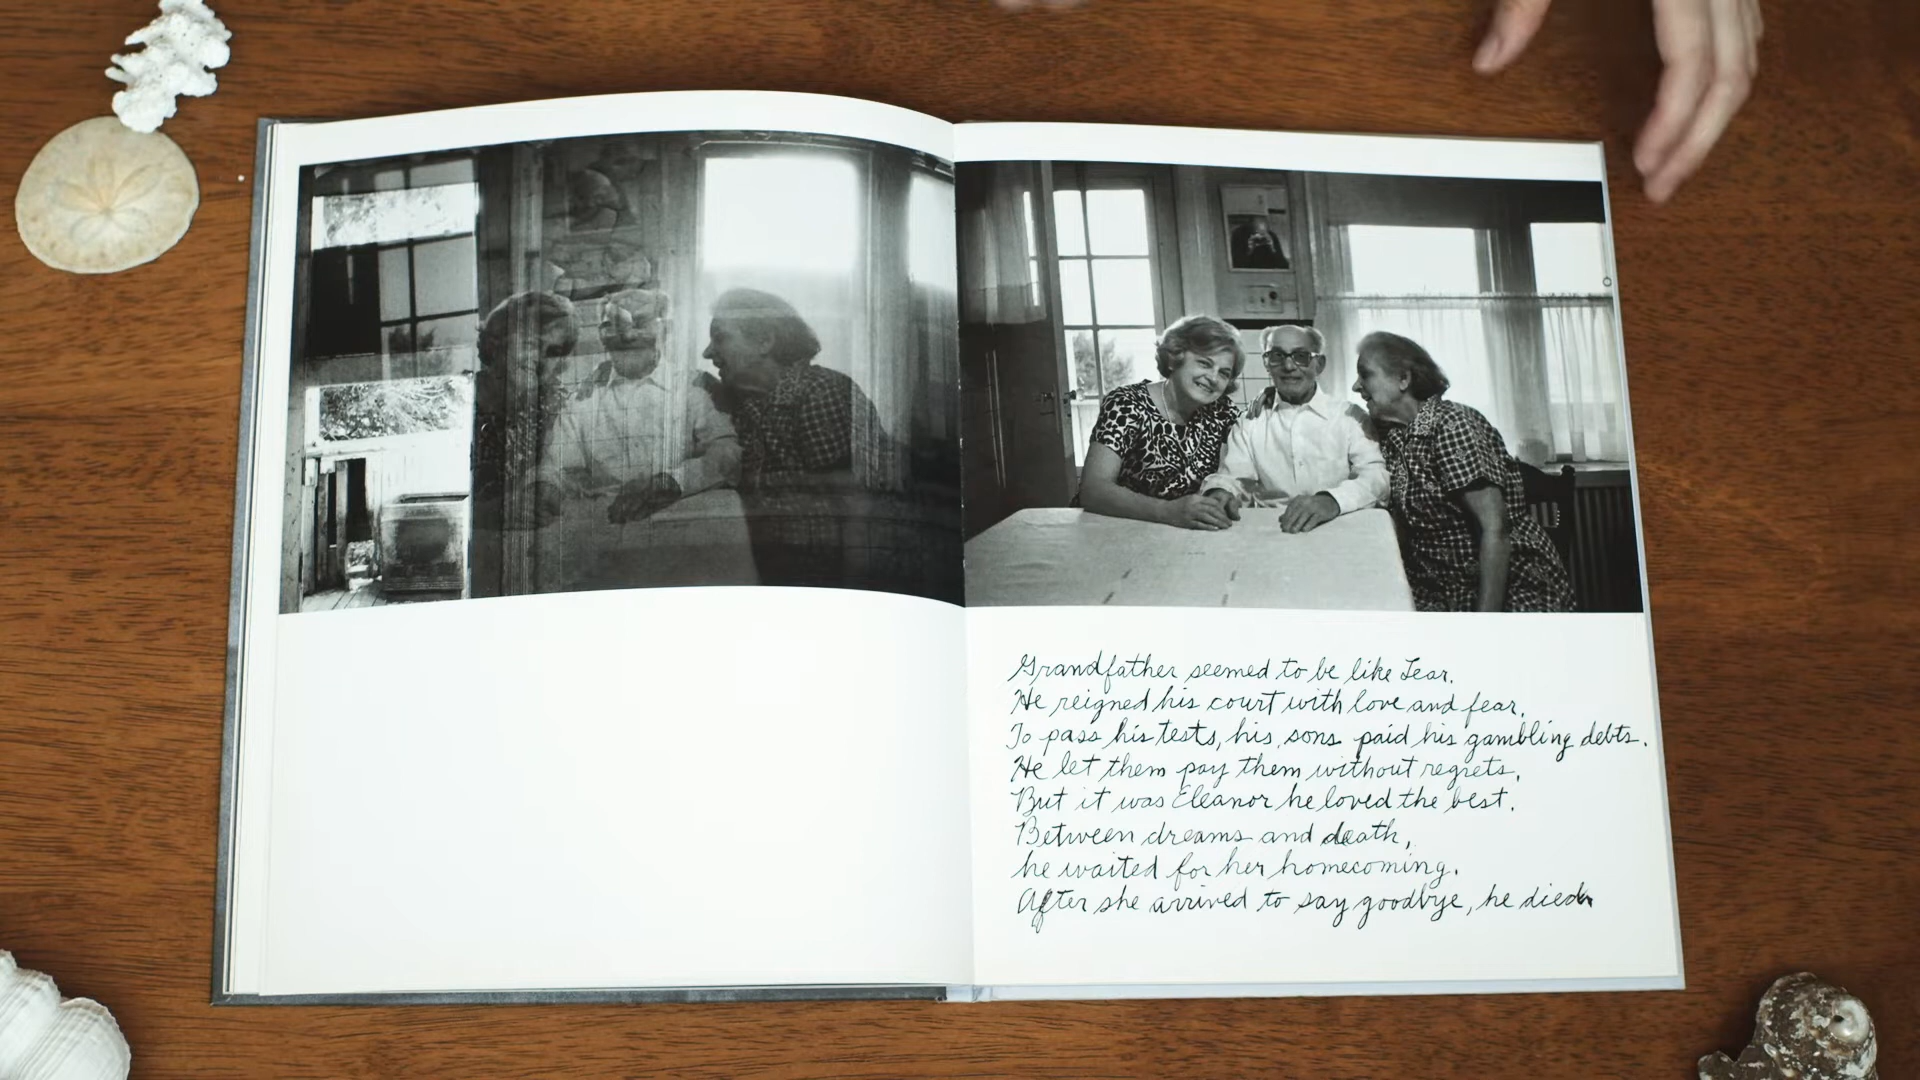 Grandfather seemed to be like Lear.
He reigned his court with love and fear.
To pass his tests, his sons paid his gambling debts.
He let them pay them without regrets.
But it was Eleanor he loved the best.
Between dreams and death,
he waited for her homecoming.
After she arrived to say goodbye, he died.